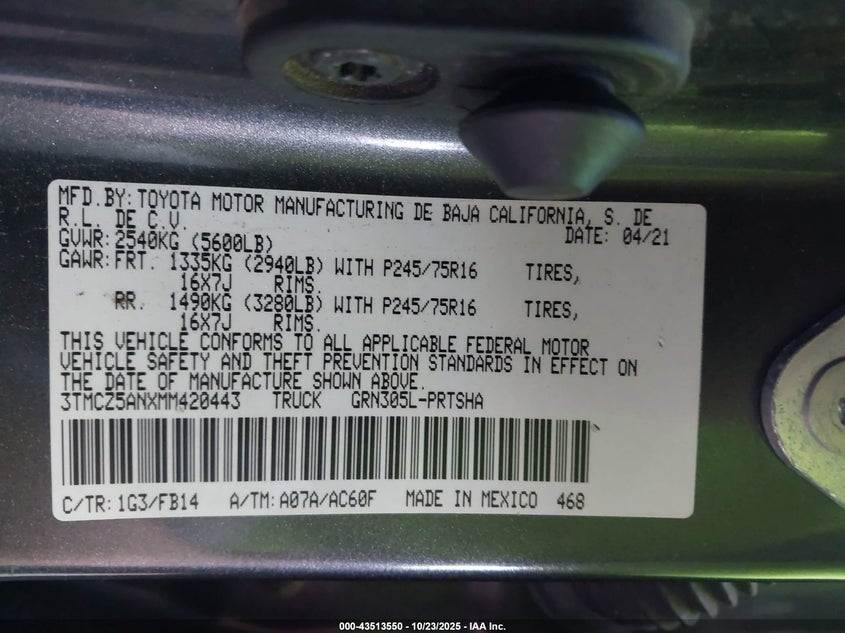 MFD.BY: TOYOTA MOTOR MANUFACTURING DE BAJA CALIFORNIA, S. DE
R.L. DE C.V. DATE: 04/21
GVWR: 2540KG (5600LB)
GAWR: FRT. 1335KG (2940LB) WITH P245/75R16 TIRES,
16X7J RIMS.
RR. 1490KG (3280LB) WITH P245/75R16 TIRES,
16X7J RIMS.
THIS VEHICLE CONFORMS TO ALL APPLICABLE FEDERAL MOTOR
VEHICLE SAFETY AND THEFT PREVENTION STANDARDS IN EFFECT ON
THE DATE OF MANUFACTURE SHOWN ABOVE.
3TMCZ5ANXMM420443 TRUCK GRN305L-PRTSHA
C/TR: 1G3/FB14 A/TM: A07A/AC60F MADE IN MEXICO 468
000-43513550 - 10/23/2025 - IAA Inc.